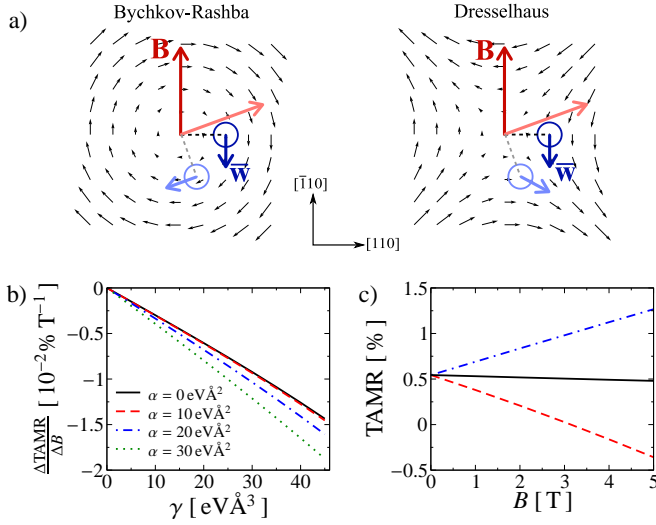 a)
Bychkov-Rashba
Dresselhaus
B
B
w̅
w̅
[1̅10]
[110]
b)
c)
0
−0.5
−1
−1.5
−2
ΔTAMR/ΔB [ 10⁻²% T⁻¹ ]
α = 0 eVÅ²
α = 10 eVÅ²
α = 20 eVÅ²
α = 30 eVÅ²
0 10 20 30 40
γ [ eVÅ³ ]
1.5
1
0.5
0
−0.5
TAMR [ % ]
0 1 2 3 4 5
B [ T ]